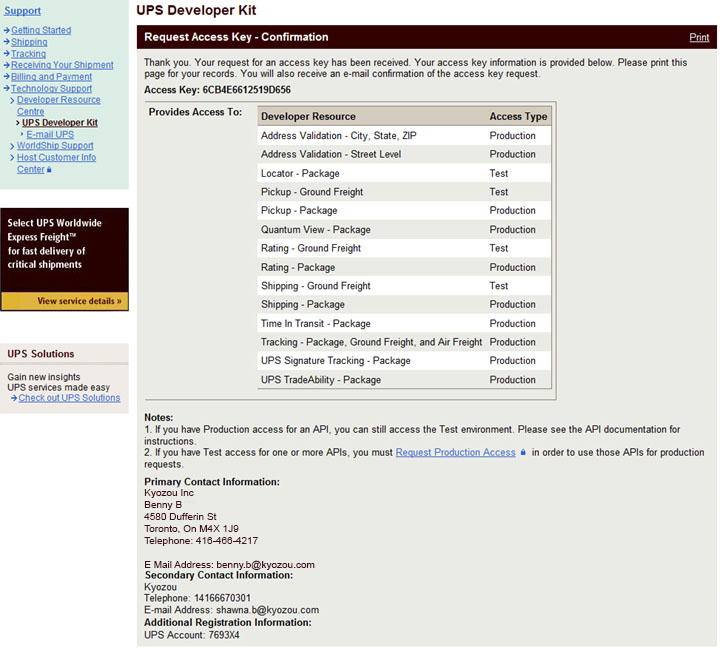 Support
Getting Started
Shipping
Tracking
Receiving Your Shipment
Billing and Payment
Technology Support
Developer Resource
Centre
UPS Developer Kit
E-mail UPS
WorldShip Support
Host Customer Info
Center
Select UPS Worldwide
Express Freight™
for fast delivery of
critical shipments
View service details »
UPS Solutions
Gain new insights
UPS services made easy
Check out UPS Solutions
UPS Developer Kit
Request Access Key - Confirmation Print
Thank you. Your request for an access key has been received. Your access key information is provided below. Please print this
page for your records. You will also receive an e-mail confirmation of the access key request.
Access Key: 6CB4E6612519D656
Provides Access To: Developer Resource Access Type
Address Validation - City, State, ZIP Production
Address Validation - Street Level Production
Locator - Package Test
Pickup - Ground Freight Test
Pickup - Package Production
Quantum View - Package Production
Rating - Ground Freight Test
Rating - Package Production
Shipping - Ground Freight Test
Shipping - Package Production
Time In Transit - Package Production
Tracking - Package, Ground Freight, and Air Freight Production
UPS Signature Tracking - Package Production
UPS TradeAbility - Package Production
Notes:
1. If you have Production access for an API, you can still access the Test environment. Please see the API documentation for
instructions.
2. If you have Test access for one or more APIs, you must Request Production Access in order to use those APIs for production
requests.
Primary Contact Information:
Kyozou Inc
Benny B
4580 Dufferin St
Toronto, On M4X 1J9
Telephone: 416-466-4217
E Mail Address: benny.b@kyozou.com
Secondary Contact Information:
Kyozou
Telephone: 14166670301
E-mail Address: shawna.b@kyozou.com
Additional Registration Information:
UPS Account: 7693X4